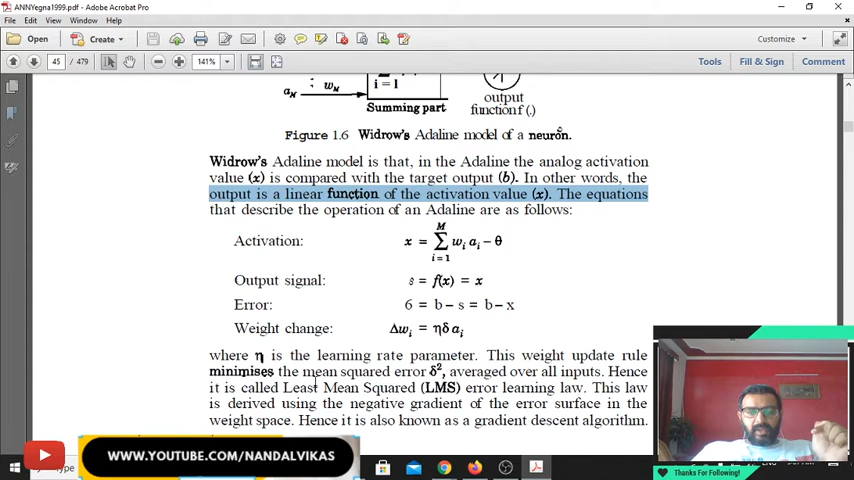 ANNYegna1999.pdf - Adobe Acrobat Pro
File Edit View Window Help
Open
Create
Customize
45 / 479
141%
Tools
Fill & Sign
Comment
i = 1
a_M
w_M
Summing part
output
function f (.)
Figure 1.6 Widrow's Adaline model of a neuron.
Widrow's Adaline model is that, in the Adaline the analog activation
value (x) is compared with the target output (b). In other words, the
output is a linear function of the activation value (x). The equations
that describe the operation of an Adaline are as follows:
Activation: x = Σ_{i=1}^{M} w_i a_i – θ
Output signal: s = f(x) = x
Error: 6 = b – s = b – x
Weight change: Δw_i = ηδ a_i
where η is the learning rate parameter. This weight update rule
minimises the mean squared error δ², averaged over all inputs. Hence
it is called Least Mean Squared (LMS) error learning law. This law
is derived using the negative gradient of the error surface in the
weight space. Hence it is also known as a gradient descent algorithm.
WWW.YOUTUBE.COM/NANDALVIKAS
Thanks For Following!